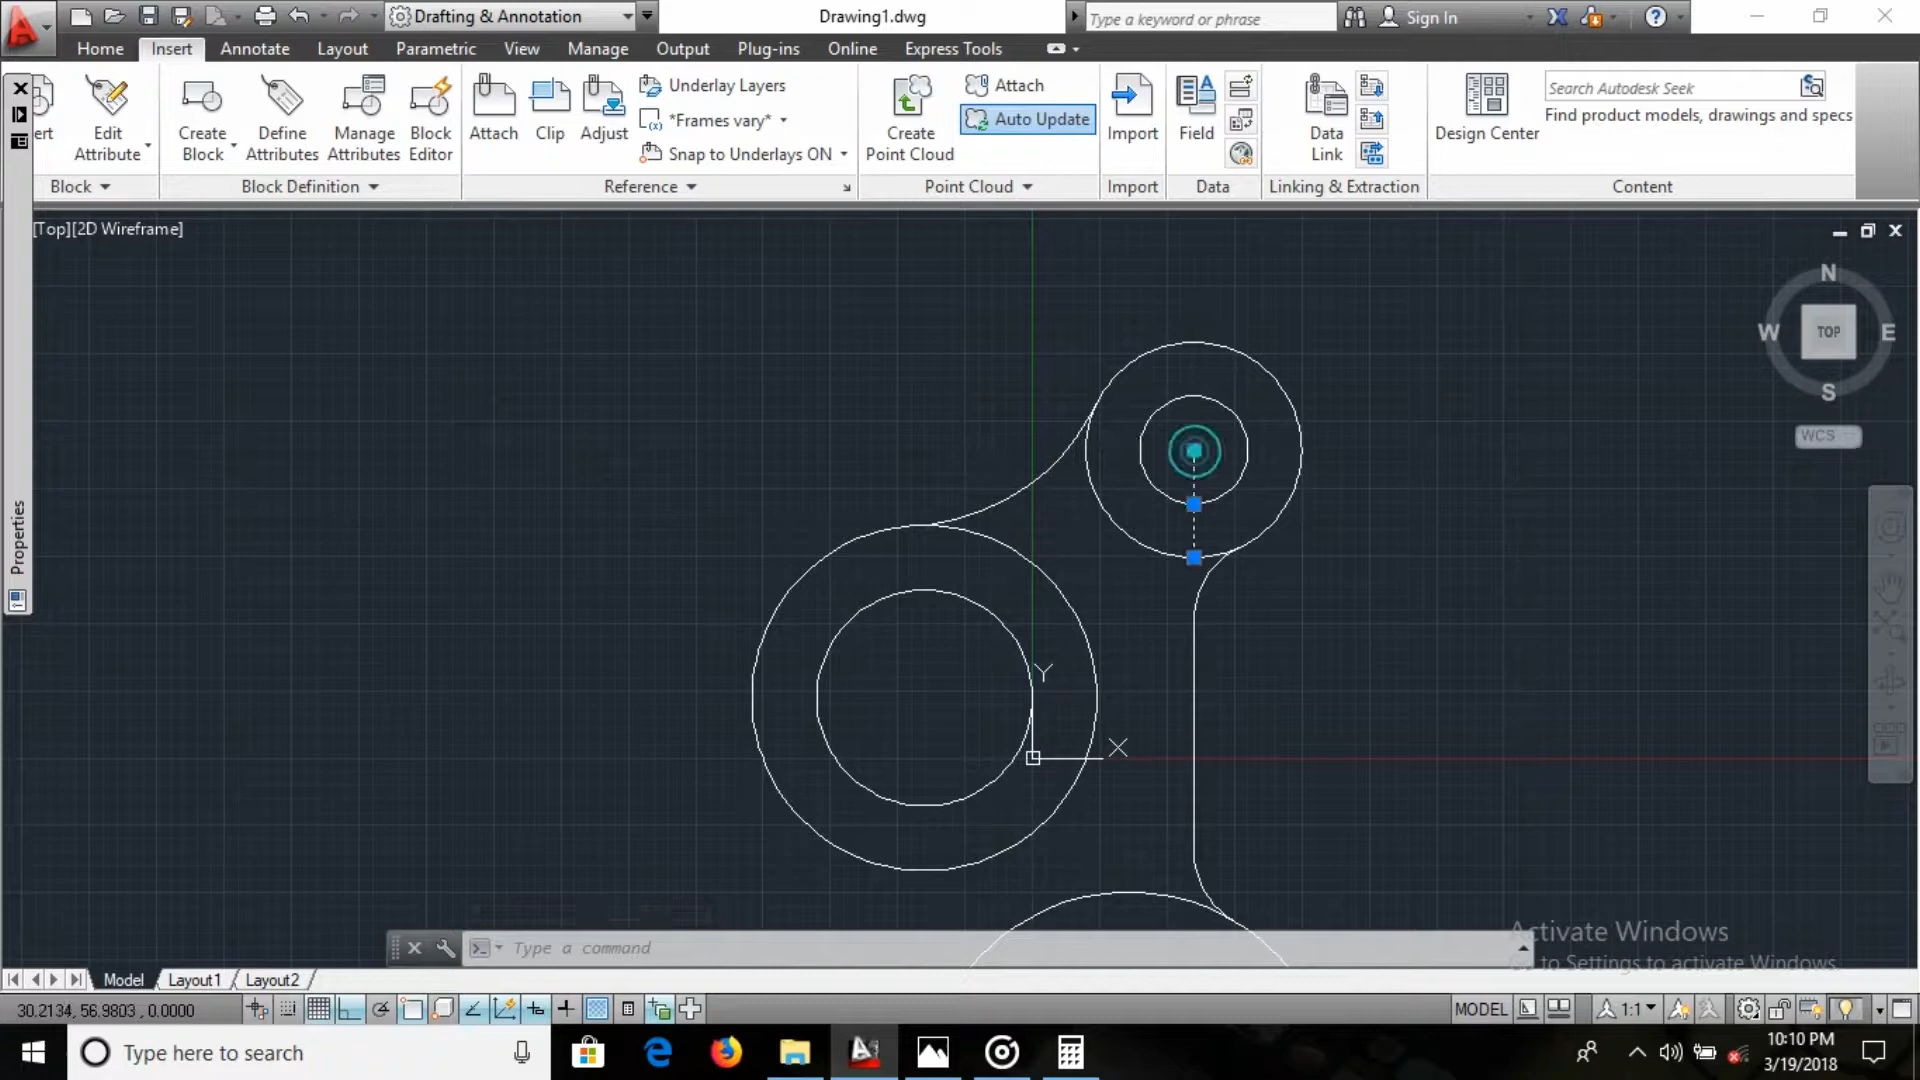 Drafting & Annotation
Drawing1.dwg
Type a keyword or phrase
Sign In
Home
Insert
Annotate
Layout
Parametric
View
Manage
Output
Plug-ins
Online
Express Tools
ert
Edit
Attribute
Create
Block
Define
Attributes
Manage
Attributes
Block
Editor
Attach
Clip
Adjust
Underlay Layers
*Frames vary*
Snap to Underlays ON
Create
Point Cloud
Attach
Auto Update
Import
Field
Data
Link
Design Center
Search Autodesk Seek
Find product models, drawings and specs
Block
Block Definition
Reference
Point Cloud
Import
Data
Linking & Extraction
Content
[Top][2D Wireframe]
N
W
TOP
E
S
WCS
Properties
Y
X
Type a command
Activate Windows
Go to Settings to activate Windows.
Model
Layout1
Layout2
30.2134, 56.9803 , 0.0000
MODEL
1:1
Type here to search
10:10 PM
3/19/2018